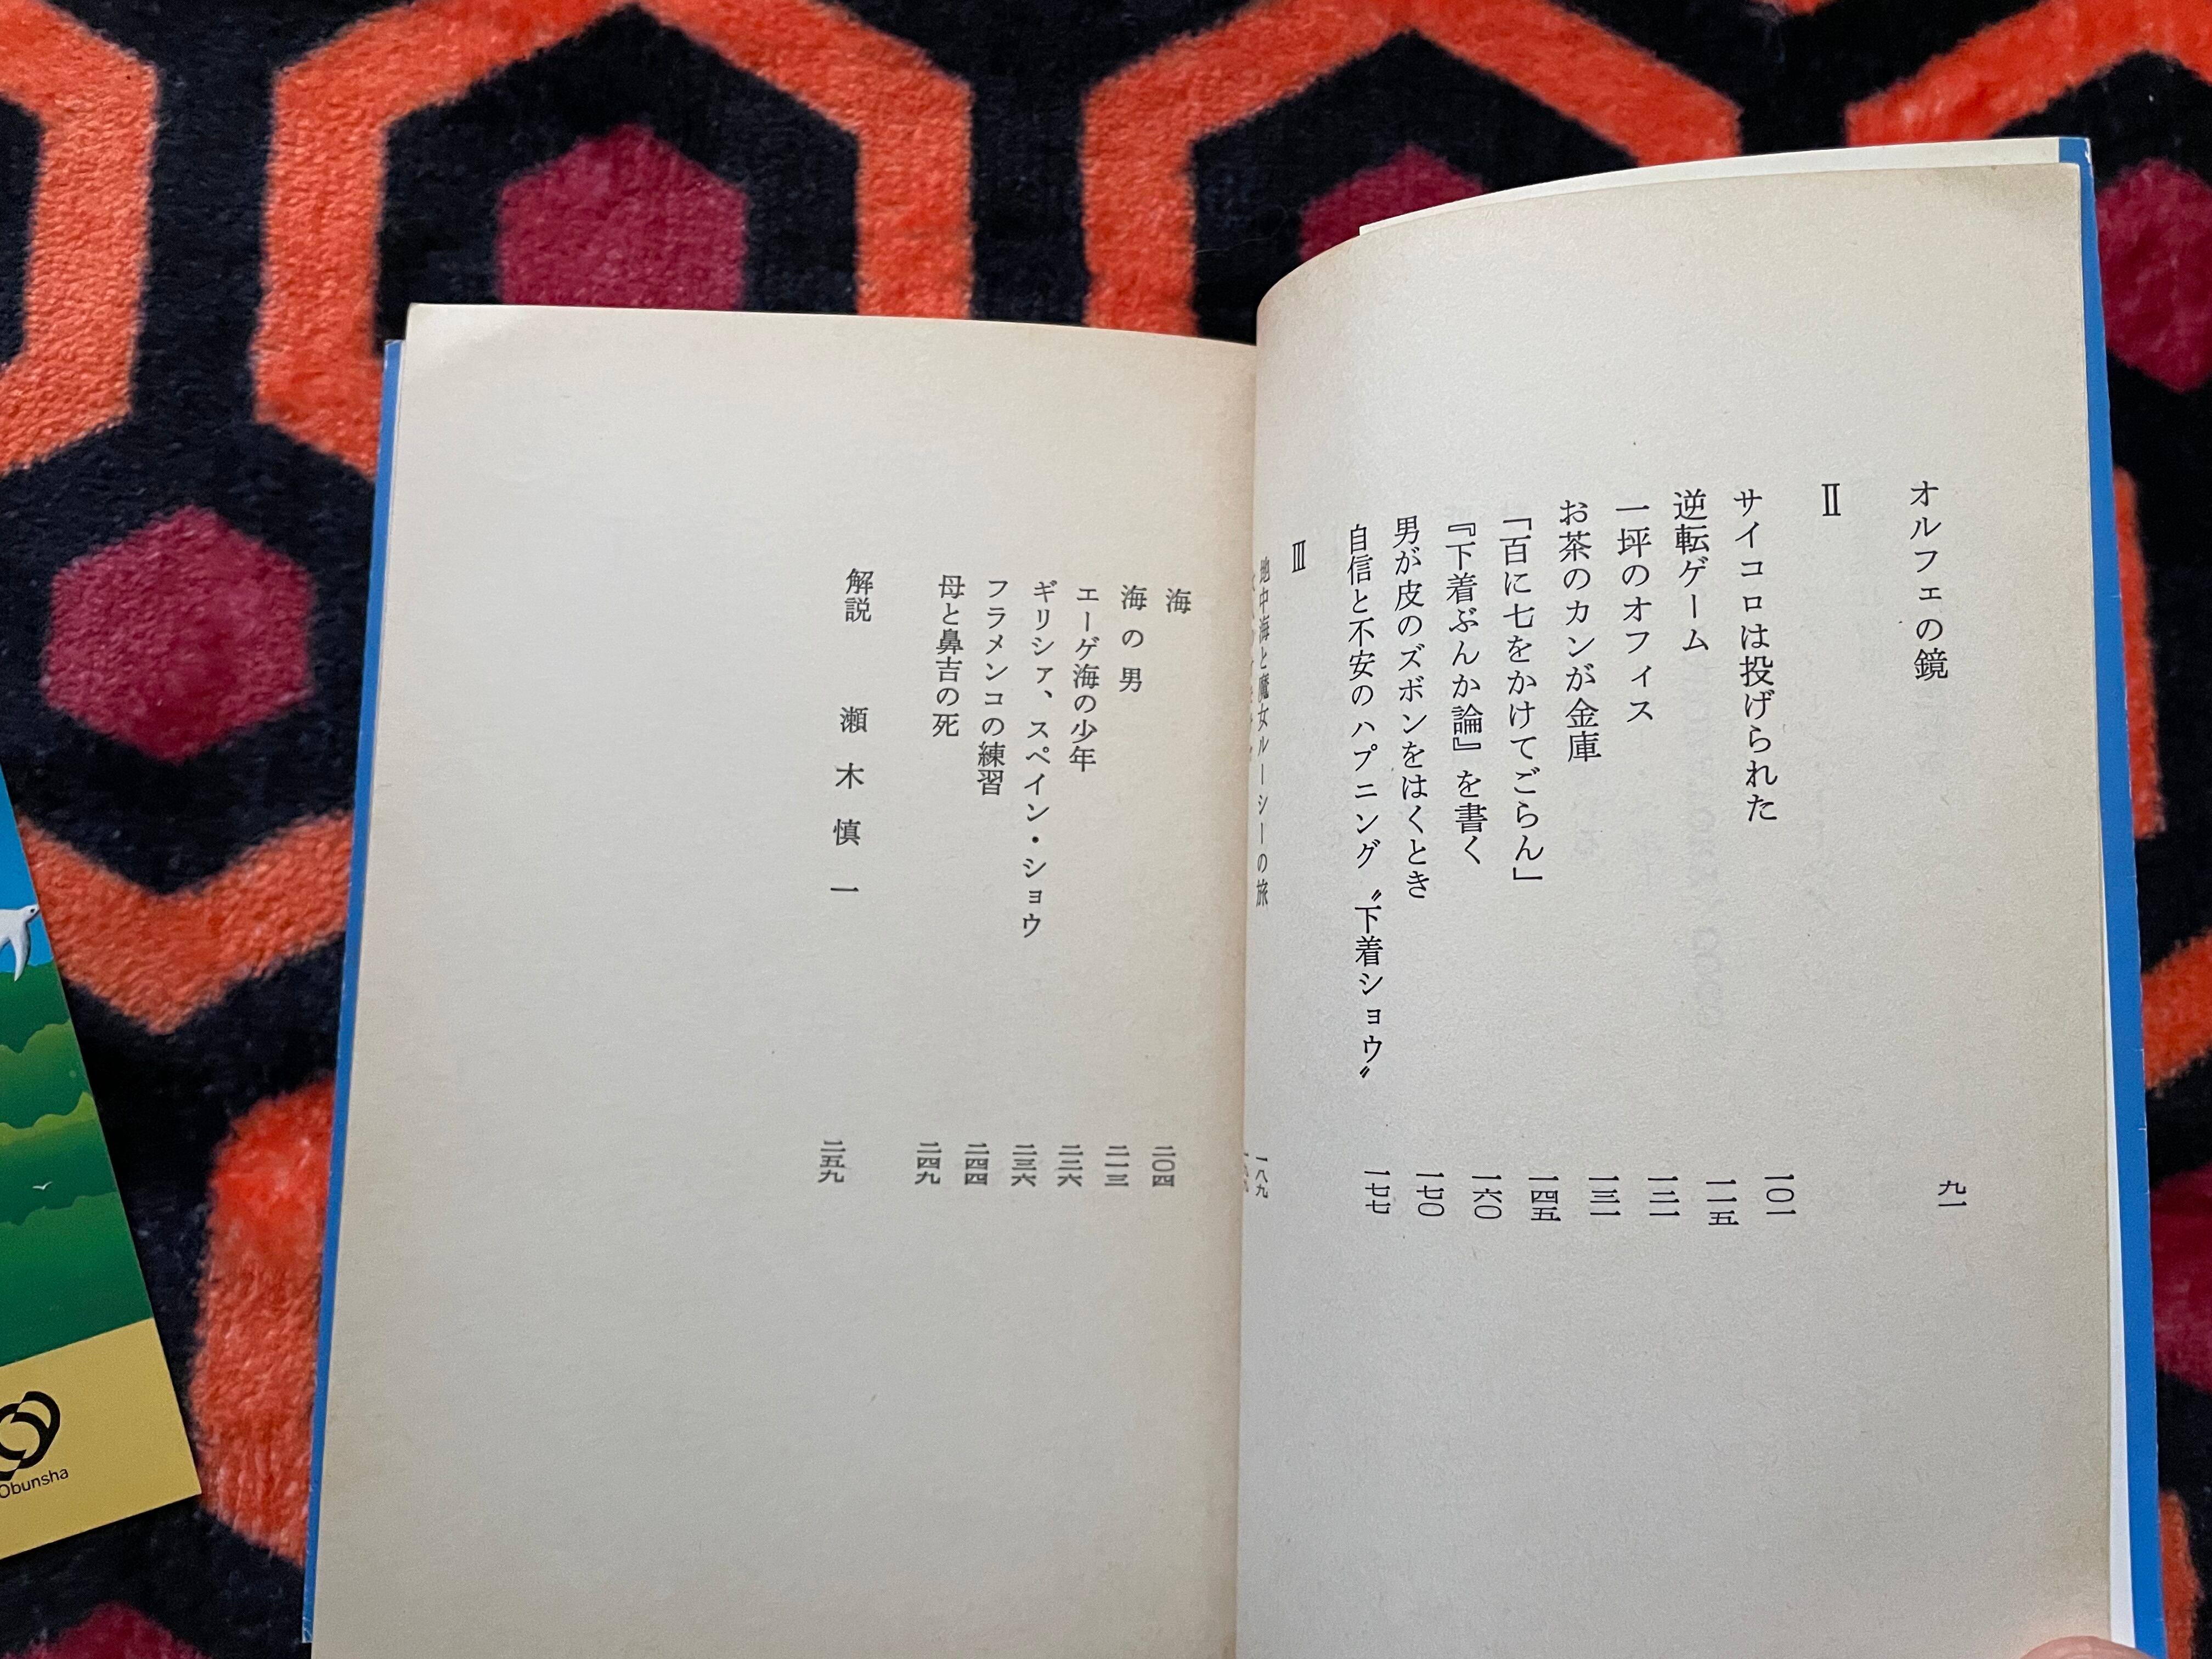 オルフェの鏡
九一
Ⅱ
サイコロは投げられた
一〇一
逆転ゲーム
一一五
一坪のオフィス
一二一
お茶のカンが金庫
一三一
「百に七をかけてごらん」
一四五
『下着ぶんか論』を書く
一六〇
男が皮のズボンをはくとき
一七〇
自信と不安のハプニング〝下着ショウ〟
一七七
Ⅲ
地中海と魔女ルーシーの旅
一八九
海
二〇四
海の男
二一三
エーゲ海の少年
ギリシァ、スペイン・ショウ
二三六
フラメンコの練習
二四四
母と鼻吉の死
二四九
解説 瀬木慎一
二五九
Obunsha